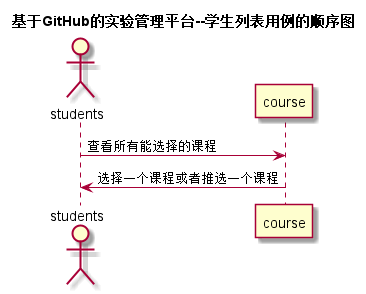 基于GitHub的实验管理平台--学生列表用例的顺序图
students
course
查看所有能选择的课程
选择一个课程或者推选一个课程
students
course